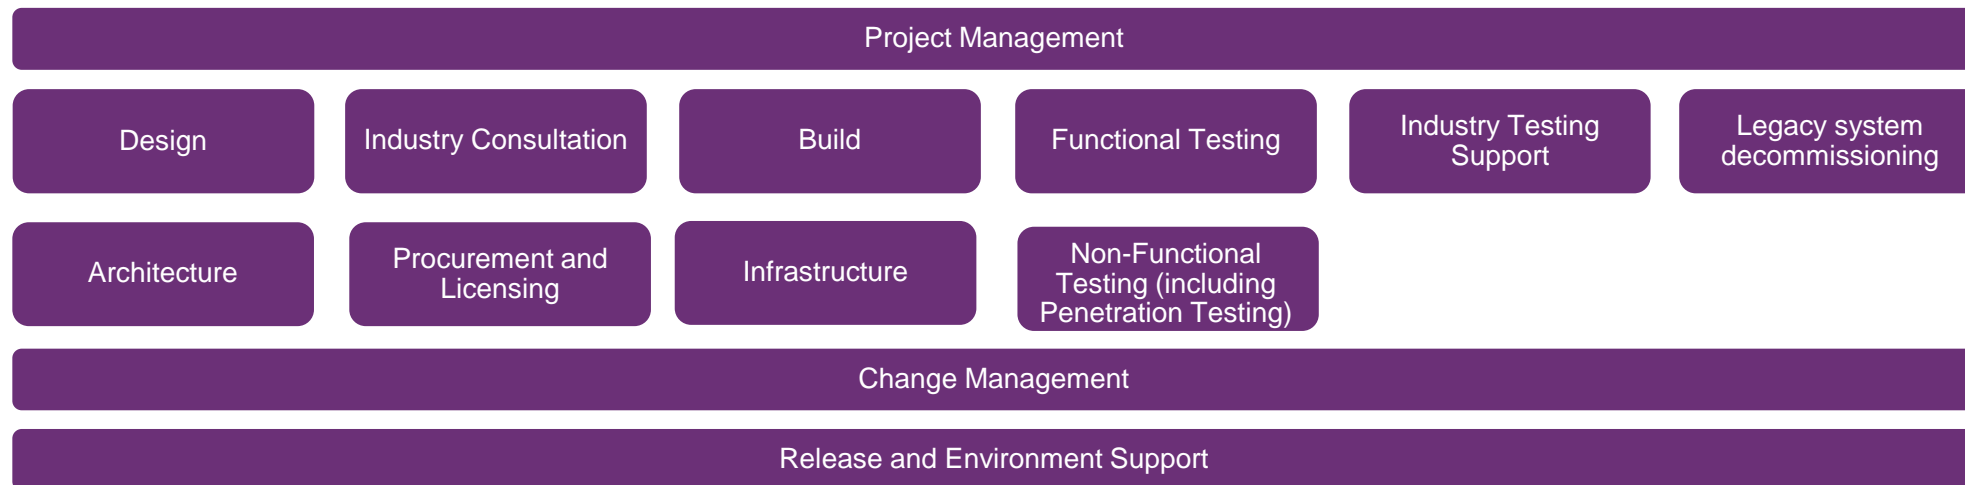 Project Management
Design
Industry Consultation
Build
Functional Testing
Industry Testing
Support
Legacy system
decommissioning
Architecture
Procurement and
Licensing
Infrastructure
Non-Functional
Testing (including
Penetration Testing)
Change Management
Release and Environment Support